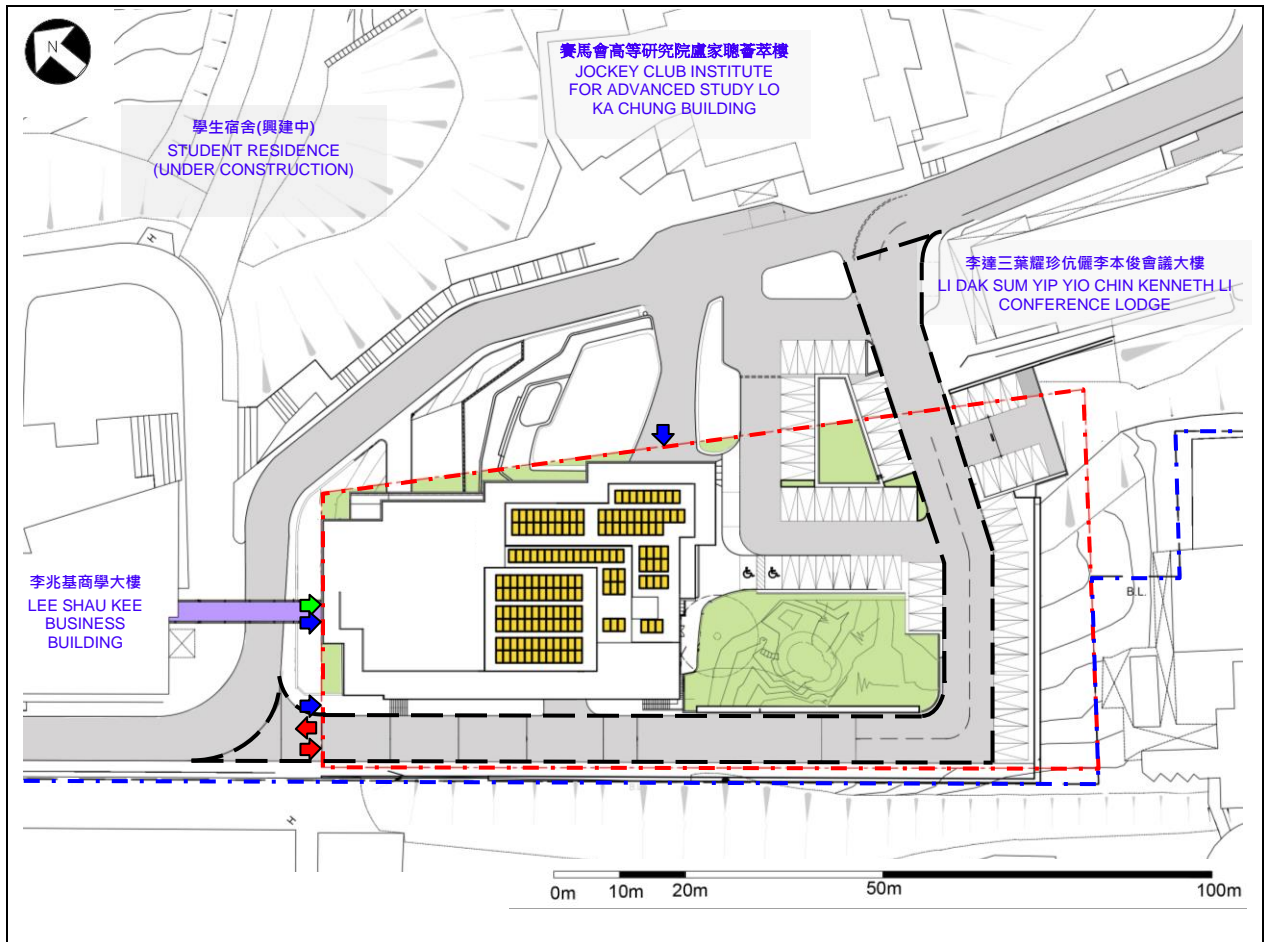 N
賽馬會高等研究院盧家驄薈萃樓
JOCKEY CLUB INSTITUTE
FOR ADVANCED STUDY LO
KA CHUNG BUILDING
學生宿舍(興建中)
STUDENT RESIDENCE
(UNDER CONSTRUCTION)
H
李達三葉耀珍伉儷李本俊會議大樓
LI DAK SUM YIP YIO CHIN KENNETH LI
CONFERENCE LODGE
李兆基商學大樓
LEE SHAU KEE
BUSINESS
BUILDING
B.L.
H
0m 10m 20m 50m 100m